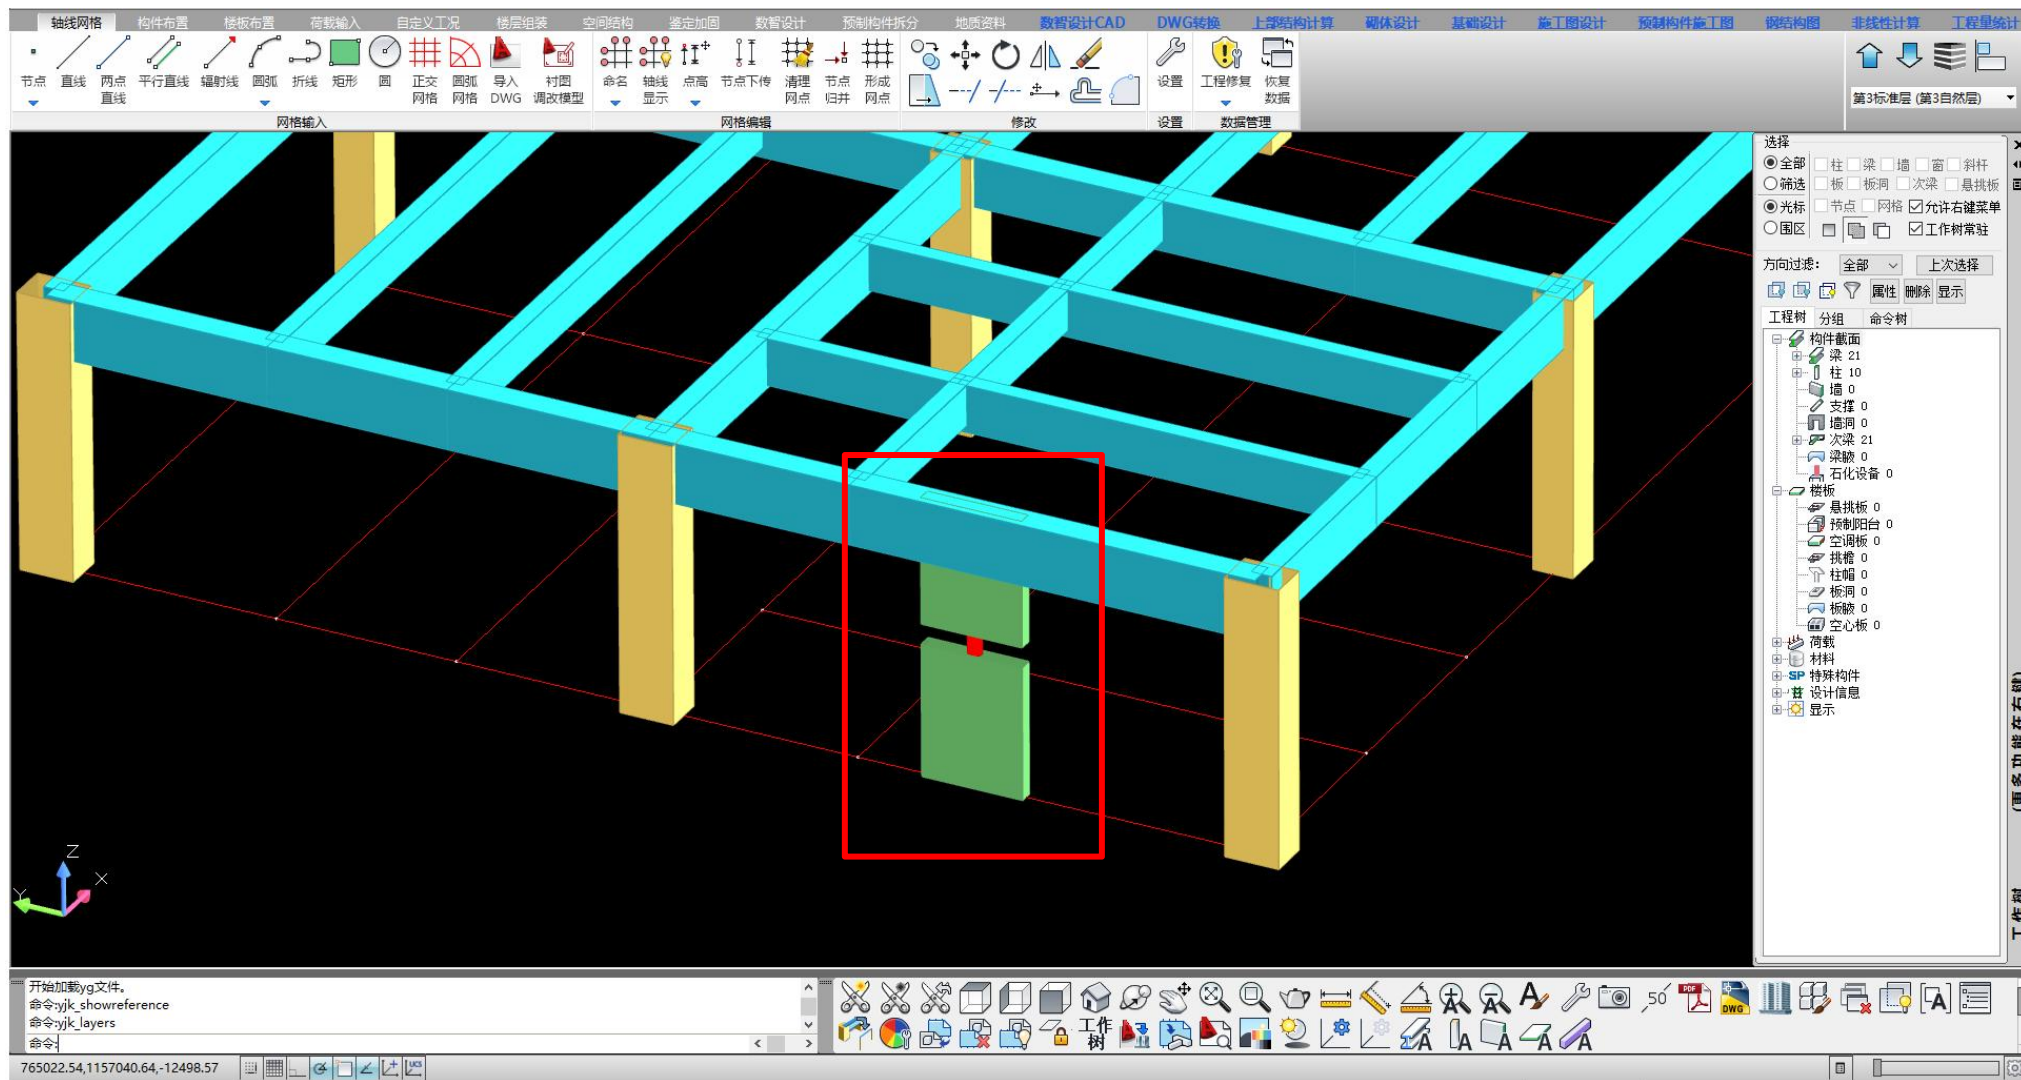 轴线网格 构件布置 楼板布置 荷载输入 自定义工况 楼层组装 空间结构 鉴定加固 数智设计 预制构件拆分 地质资料 数智设计CAD DWG转换 上部结构计算 砌体设计 基础设计 施工图设计 预制构件施工图 钢结构图 非线性计算 工程量统计
节点 直线 两点直线 平行直线 辐射线 圆弧 折线 矩形 圆 正交网格 圆弧网格 导入DWG 衬图调改模型 命名 轴线显示 点高 节点下传 清理网点 节点归并 形成网点 设置 工程修复 恢复数据
第3标准层 (第3自然层)
网格输入 网格编辑 修改 设置 数据管理
选择
全部 柱 梁 墙 窗 斜杆
筛选 板 板洞 次梁 悬挑板
光标 节点 网格 允许右键菜单
围区 工作树常驻
方向过滤: 全部 上次选择
属性 删除 显示
工程树 分组 命令树
构件截面
梁 21
柱 10
墙 0
支撑 0
墙洞 0
次梁 21
梁腋 0
石化设备 0
楼板
悬挑板 0
预制阳台 0
空调板 0
挑檐 0
柱帽 0
板洞 0
板腋 0
空心板 0
荷载
材料
SP 特殊构件
设计信息
显示
工作树 (更多功能在右键)
Z
X
Y
开始加载yg文件。
命令:yjk_showreference
命令:yjk_layers
命令:
工作树
50
PDF
DWG
A
UCS
765022.54,1157040.64,-12498.57